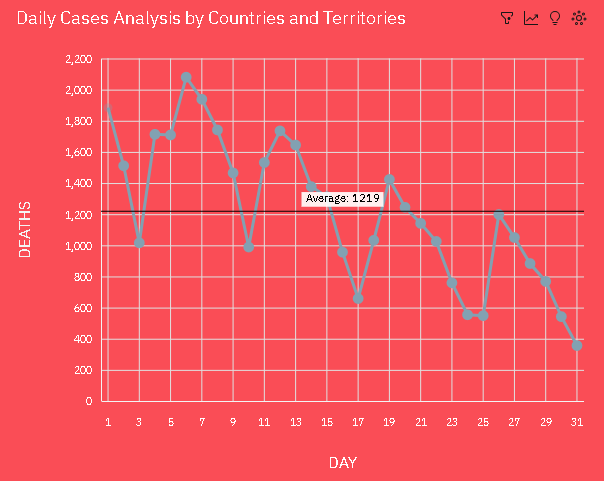 Daily Cases Analysis by Countries and Territories
2,200
2,000
1,800
1,600
1,400
1,200
1,000
800
600
400
200
0
DEATHS
Average: 1219
1 3 5 7 9 11 13 15 17 19 21 23 25 27 29 31
DAY